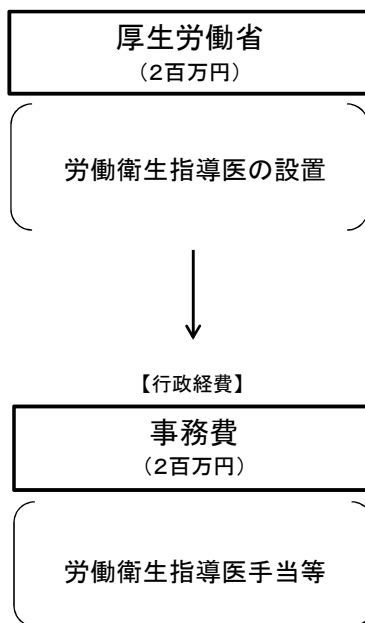 厚生労働省
（２百万円）
労働衛生指導医の設置
【行政経費】
事務費
（２百万円）
労働衛生指導医手当等